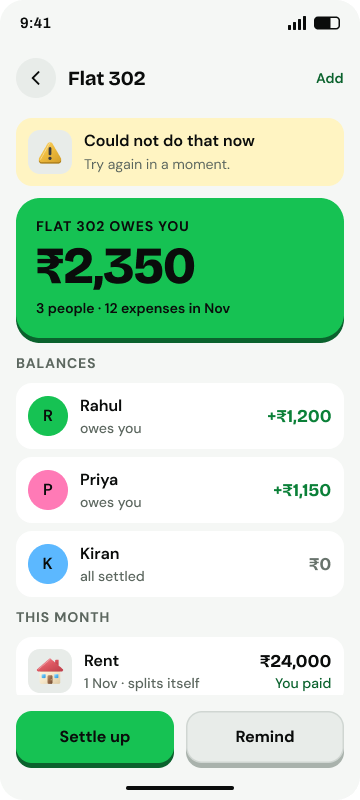 9:41
Flat 302
Add
Could not do that now
Try again in a moment.
FLAT 302 OWES YOU
₹2,350
3 people · 12 expenses in Nov
BALANCES
R
Rahul
owes you
+₹1,200
P
Priya
owes you
+₹1,150
K
Kiran
all settled
₹0
THIS MONTH
Rent
₹24,000
1 Nov · splits itself
You paid
Settle up
Remind